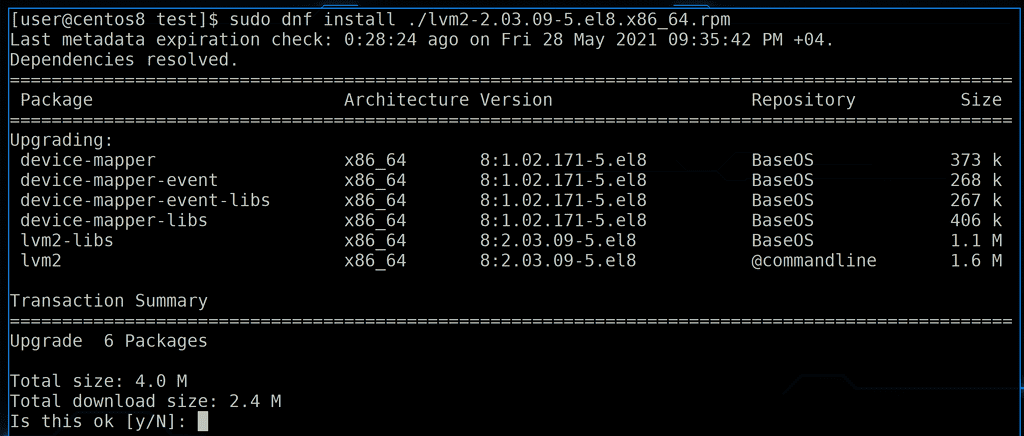 [user@centos8 test]$ sudo dnf install ./lvm2-2.03.09-5.el8.x86_64.rpm
Last metadata expiration check: 0:28:24 ago on Fri 28 May 2021 09:35:42 PM +04.
Dependencies resolved.
================================================================================================
 Package                        Architecture Version                   Repository          Size
================================================================================================
Upgrading:
 device-mapper                  x86_64       8:1.02.171-5.el8          BaseOS             373 k
 device-mapper-event            x86_64       8:1.02.171-5.el8          BaseOS             268 k
 device-mapper-event-libs       x86_64       8:1.02.171-5.el8          BaseOS             267 k
 device-mapper-libs             x86_64       8:1.02.171-5.el8          BaseOS             406 k
 lvm2-libs                      x86_64       8:2.03.09-5.el8           BaseOS             1.1 M
 lvm2                           x86_64       8:2.03.09-5.el8           @commandline       1.6 M

Transaction Summary
================================================================================================
Upgrade  6 Packages

Total size: 4.0 M
Total download size: 2.4 M
Is this ok [y/N]: